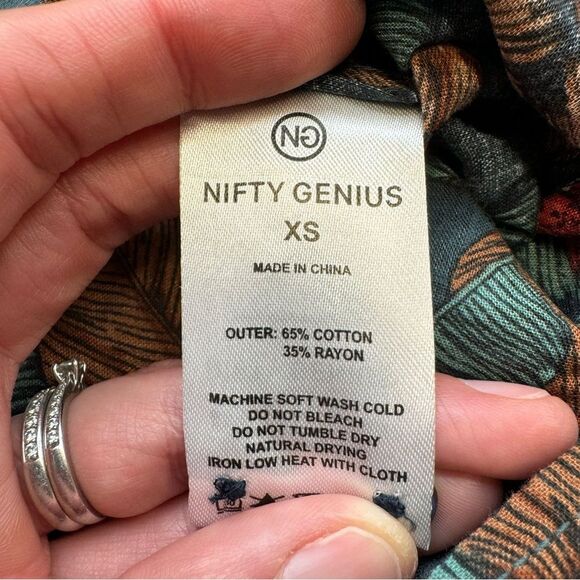 NG
NIFTY GENIUS
XS
MADE IN CHINA
OUTER: 65% COTTON
35% RAYON
MACHINE SOFT WASH COLD
DO NOT BLEACH
DO NOT TUMBLE DRY
NATURAL DRYING
IRON LOW HEAT WITH CLOTH